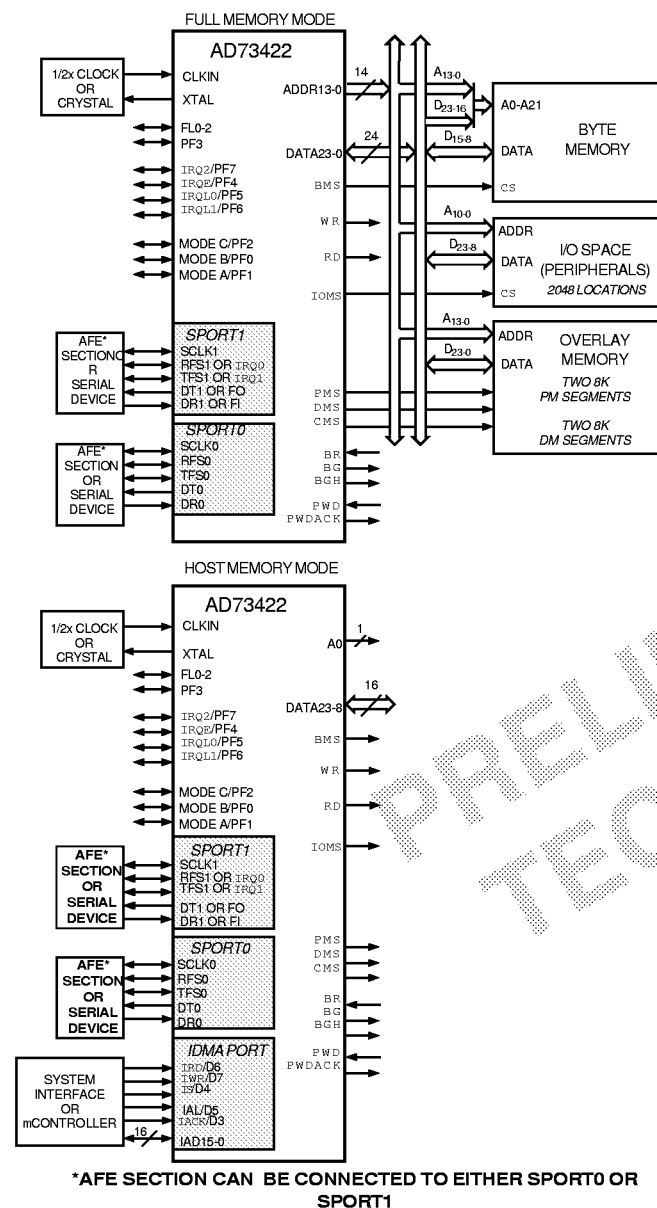 FULL MEMORY MODE
AD73422
1/2x CLOCK
OR
CRYSTAL
CLKIN
XTAL
FL0-2
PF3
IRQ2/PF7
IRQE/PF4
IRQL0/PF5
IRQL1/PF6
MODE C/PF2
MODE B/PF0
MODE A/PF1
AFE*
SECTIONO
R
SERIAL
DEVICE
SPORT1
SCLK1
RFS1 OR IRQ0
TFS1 OR IRQ1
DT1 OR FO
DR1 OR FI
AFE*
SECTION
OR
SERIAL
DEVICE
SPORT0
SCLK0
RFS0
TFS0
DT0
DR0
ADDR13-0
14
DATA23-0
24
BMS
WR
RD
IOMS
PMS
DMS
CMS
BR
BG
BGH
PWD
PWDACK
A13-0
D23-16
D15-8
A0-A21
DATA
CS
BYTE
MEMORY
A10-0
D23-8
ADDR
DATA
CS
I/O SPACE
(PERIPHERALS)
2048 LOCATIONS
A13-0
D23-0
ADDR
DATA
OVERLAY
MEMORY
TWO 8K
PM SEGMENTS
TWO 8K
DM SEGMENTS
HOST MEMORY MODE
AD73422
1/2x CLOCK
OR
CRYSTAL
CLKIN
XTAL
FL0-2
PF3
IRQ2/PF7
IRQE/PF4
IRQL0/PF5
IRQL1/PF6
MODE C/PF2
MODE B/PF0
MODE A/PF1
AFE*
SECTION
OR
SERIAL
DEVICE
SPORT1
SCLK1
RFS1 OR IRQ0
TFS1 OR IRQ1
DT1 OR FO
DR1 OR FI
AFE*
SECTION
OR
SERIAL
DEVICE
SPORT0
SCLK0
RFS0
TFS0
DT0
DR0
SYSTEM
INTERFACE
OR
mCONTROLLER
16
IDMA PORT
IRD/D6
IWR/D7
IS/D4
IAL/D5
IACK/D3
IAD15-0
A0
1
DATA23-8
16
BMS
WR
RD
IOMS
PMS
DMS
CMS
BR
BG
BGH
PWD
PWDACK
PRELI
TEC
*AFE SECTION CAN BE CONNECTED TO EITHER SPORT0 OR
SPORT1